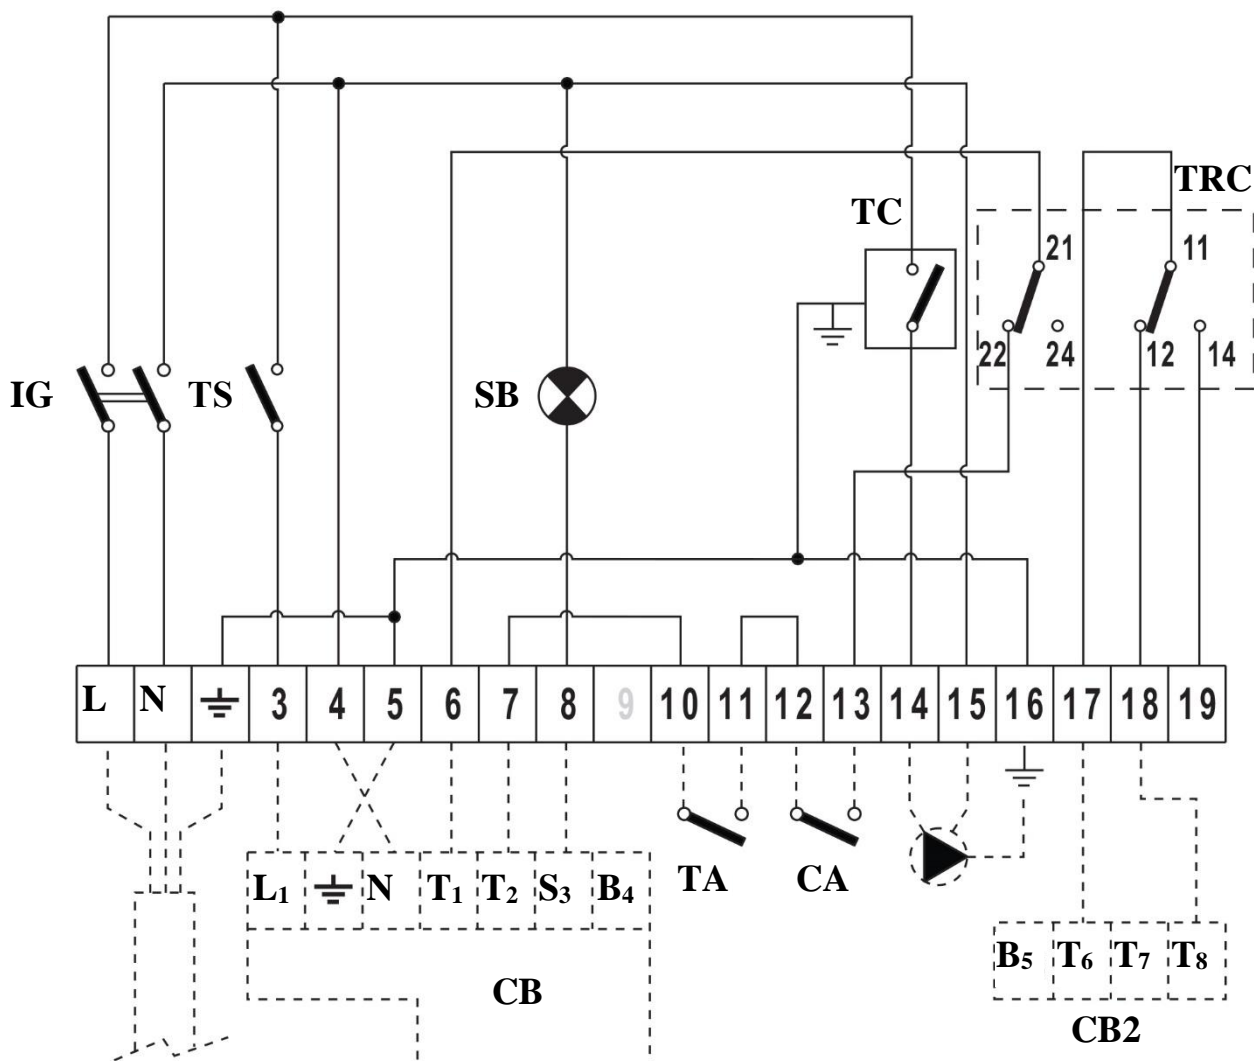 TRC
TC
21 11
22 24 12 14
IG TS SB
L N 3 4 5 6 7 8 9 10 11 12 13 14 15 16 17 18 19
TA CA
L₁ N T₁ T₂ S₃ B₄
B₅ T₆ T₇ T₈
CB
CB2